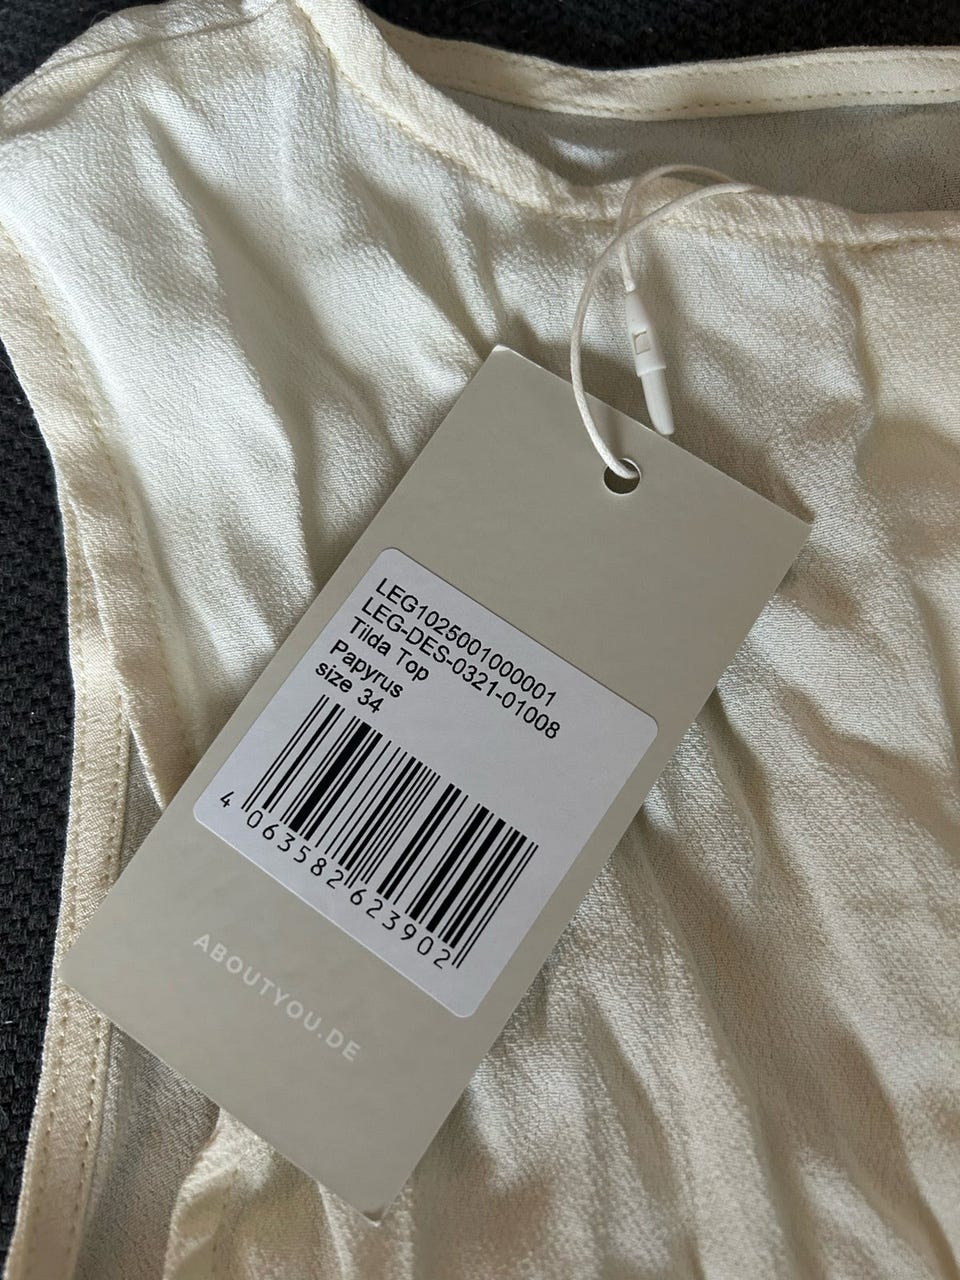 LEG1025001000001
LEG-DES-0321-01008
Tilda Top
Papyrus
size 34
4 063582 623902
ABOUTYOU.DE